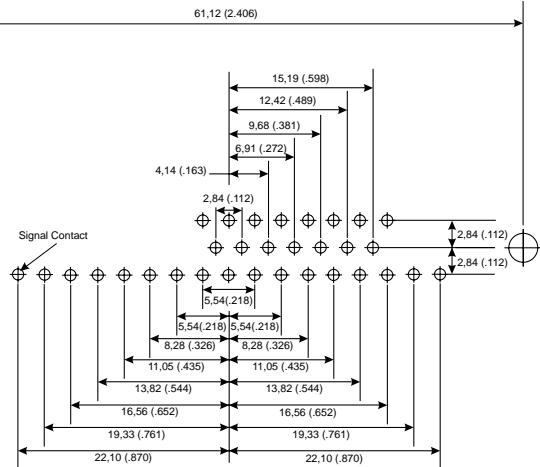 61,12 (2.406)
15,19 (.598)
12,42 (.489)
9,68 (.381)
6,91 (.272)
4,14 (.163)
2,84 (.112)
Signal Contact
2,84 (.112)
2,84 (.112)
5,54(.218)
5,54(.218) 5,54(.218)
8,28 (.326) 8,28 (.326)
11,05 (.435) 11,05 (.435)
13,82 (.544) 13,82 (.544)
16,56 (.652) 16,56 (.652)
19,33 (.761) 19,33 (.761)
22,10 (.870) 22,10 (.870)